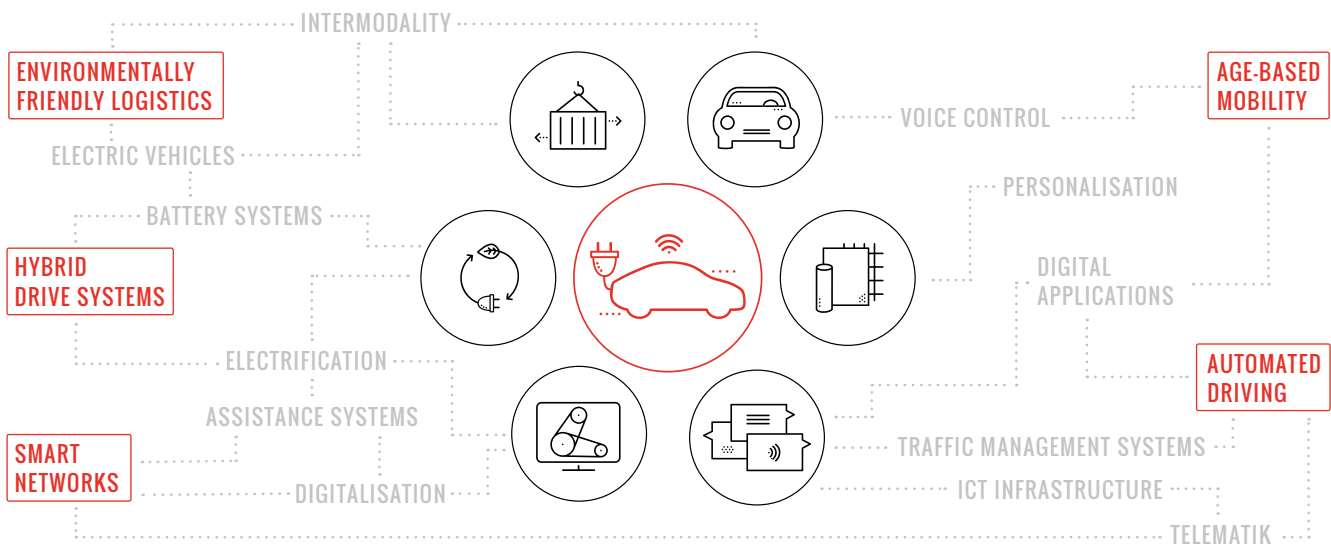 INTERMODALITY
ENVIRONMENTALLY
FRIENDLY LOGISTICS
AGE-BASED
MOBILITY
VOICE CONTROL
ELECTRIC VEHICLES
PERSONALISATION
BATTERY SYSTEMS
HYBRID
DRIVE SYSTEMS
DIGITAL
APPLICATIONS
ELECTRIFICATION
AUTOMATED
DRIVING
ASSISTANCE SYSTEMS
TRAFFIC MANAGEMENT SYSTEMS
SMART
NETWORKS
DIGITALISATION
ICT INFRASTRUCTURE
TELEMATIK